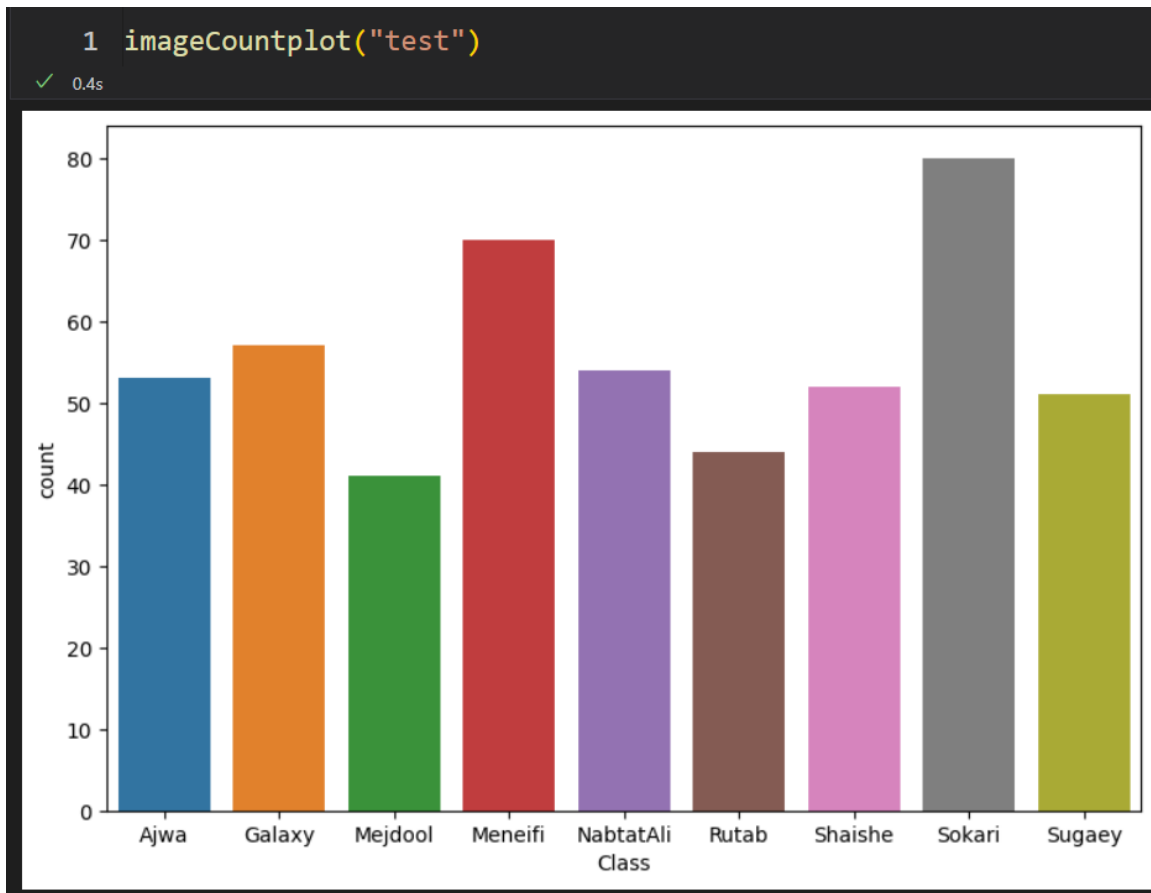 1 imageCountplot("test")
0.4s
80
70
60
50
40
30
20
10
0
count
Ajwa Galaxy Mejdool Meneifi NabtatAli Rutab Shaishe Sokari Sugaey
Class